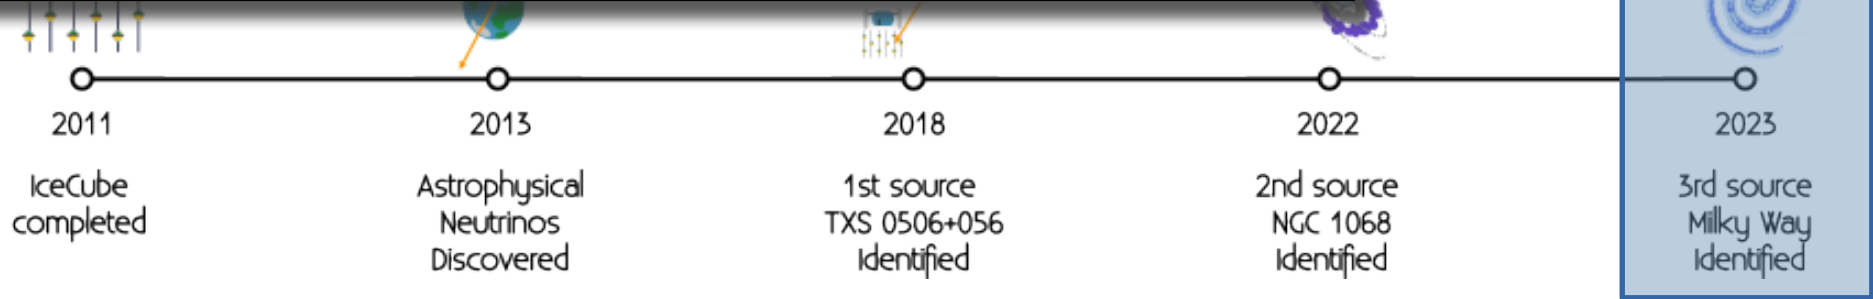 2011
IceCube
completed
2013
Astrophysical
Neutrinos
Discovered
2018
1st source
TXS 0506+056
Identified
2022
2nd source
NGC 1068
Identified
2023
3rd source
Milky Way
Identified